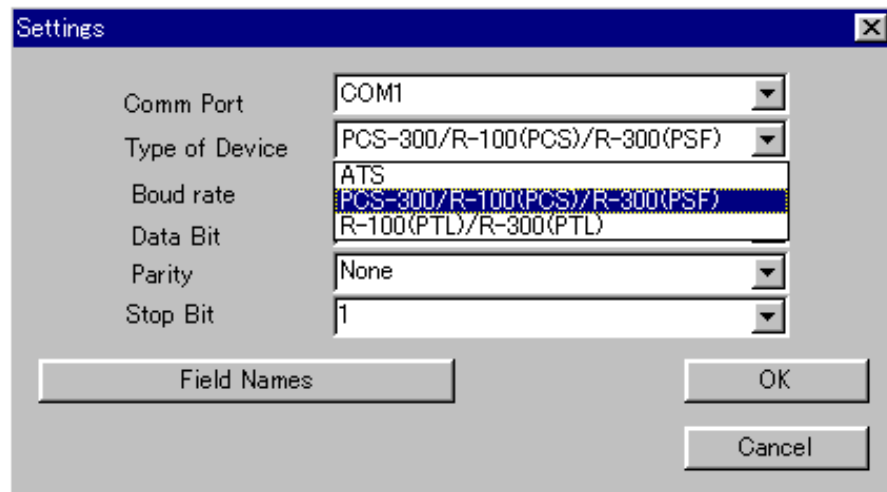 Settings
Comm Port
COM1
Type of Device
PCS-300/R-100(PCS)/R-300(PSF)
ATS
PCS-300/R-100(PCS)/R-300(PSF)
R-100(PTL)/R-300(PTL)
Boud rate
Data Bit
Parity
None
Stop Bit
1
Field Names
OK
Cancel